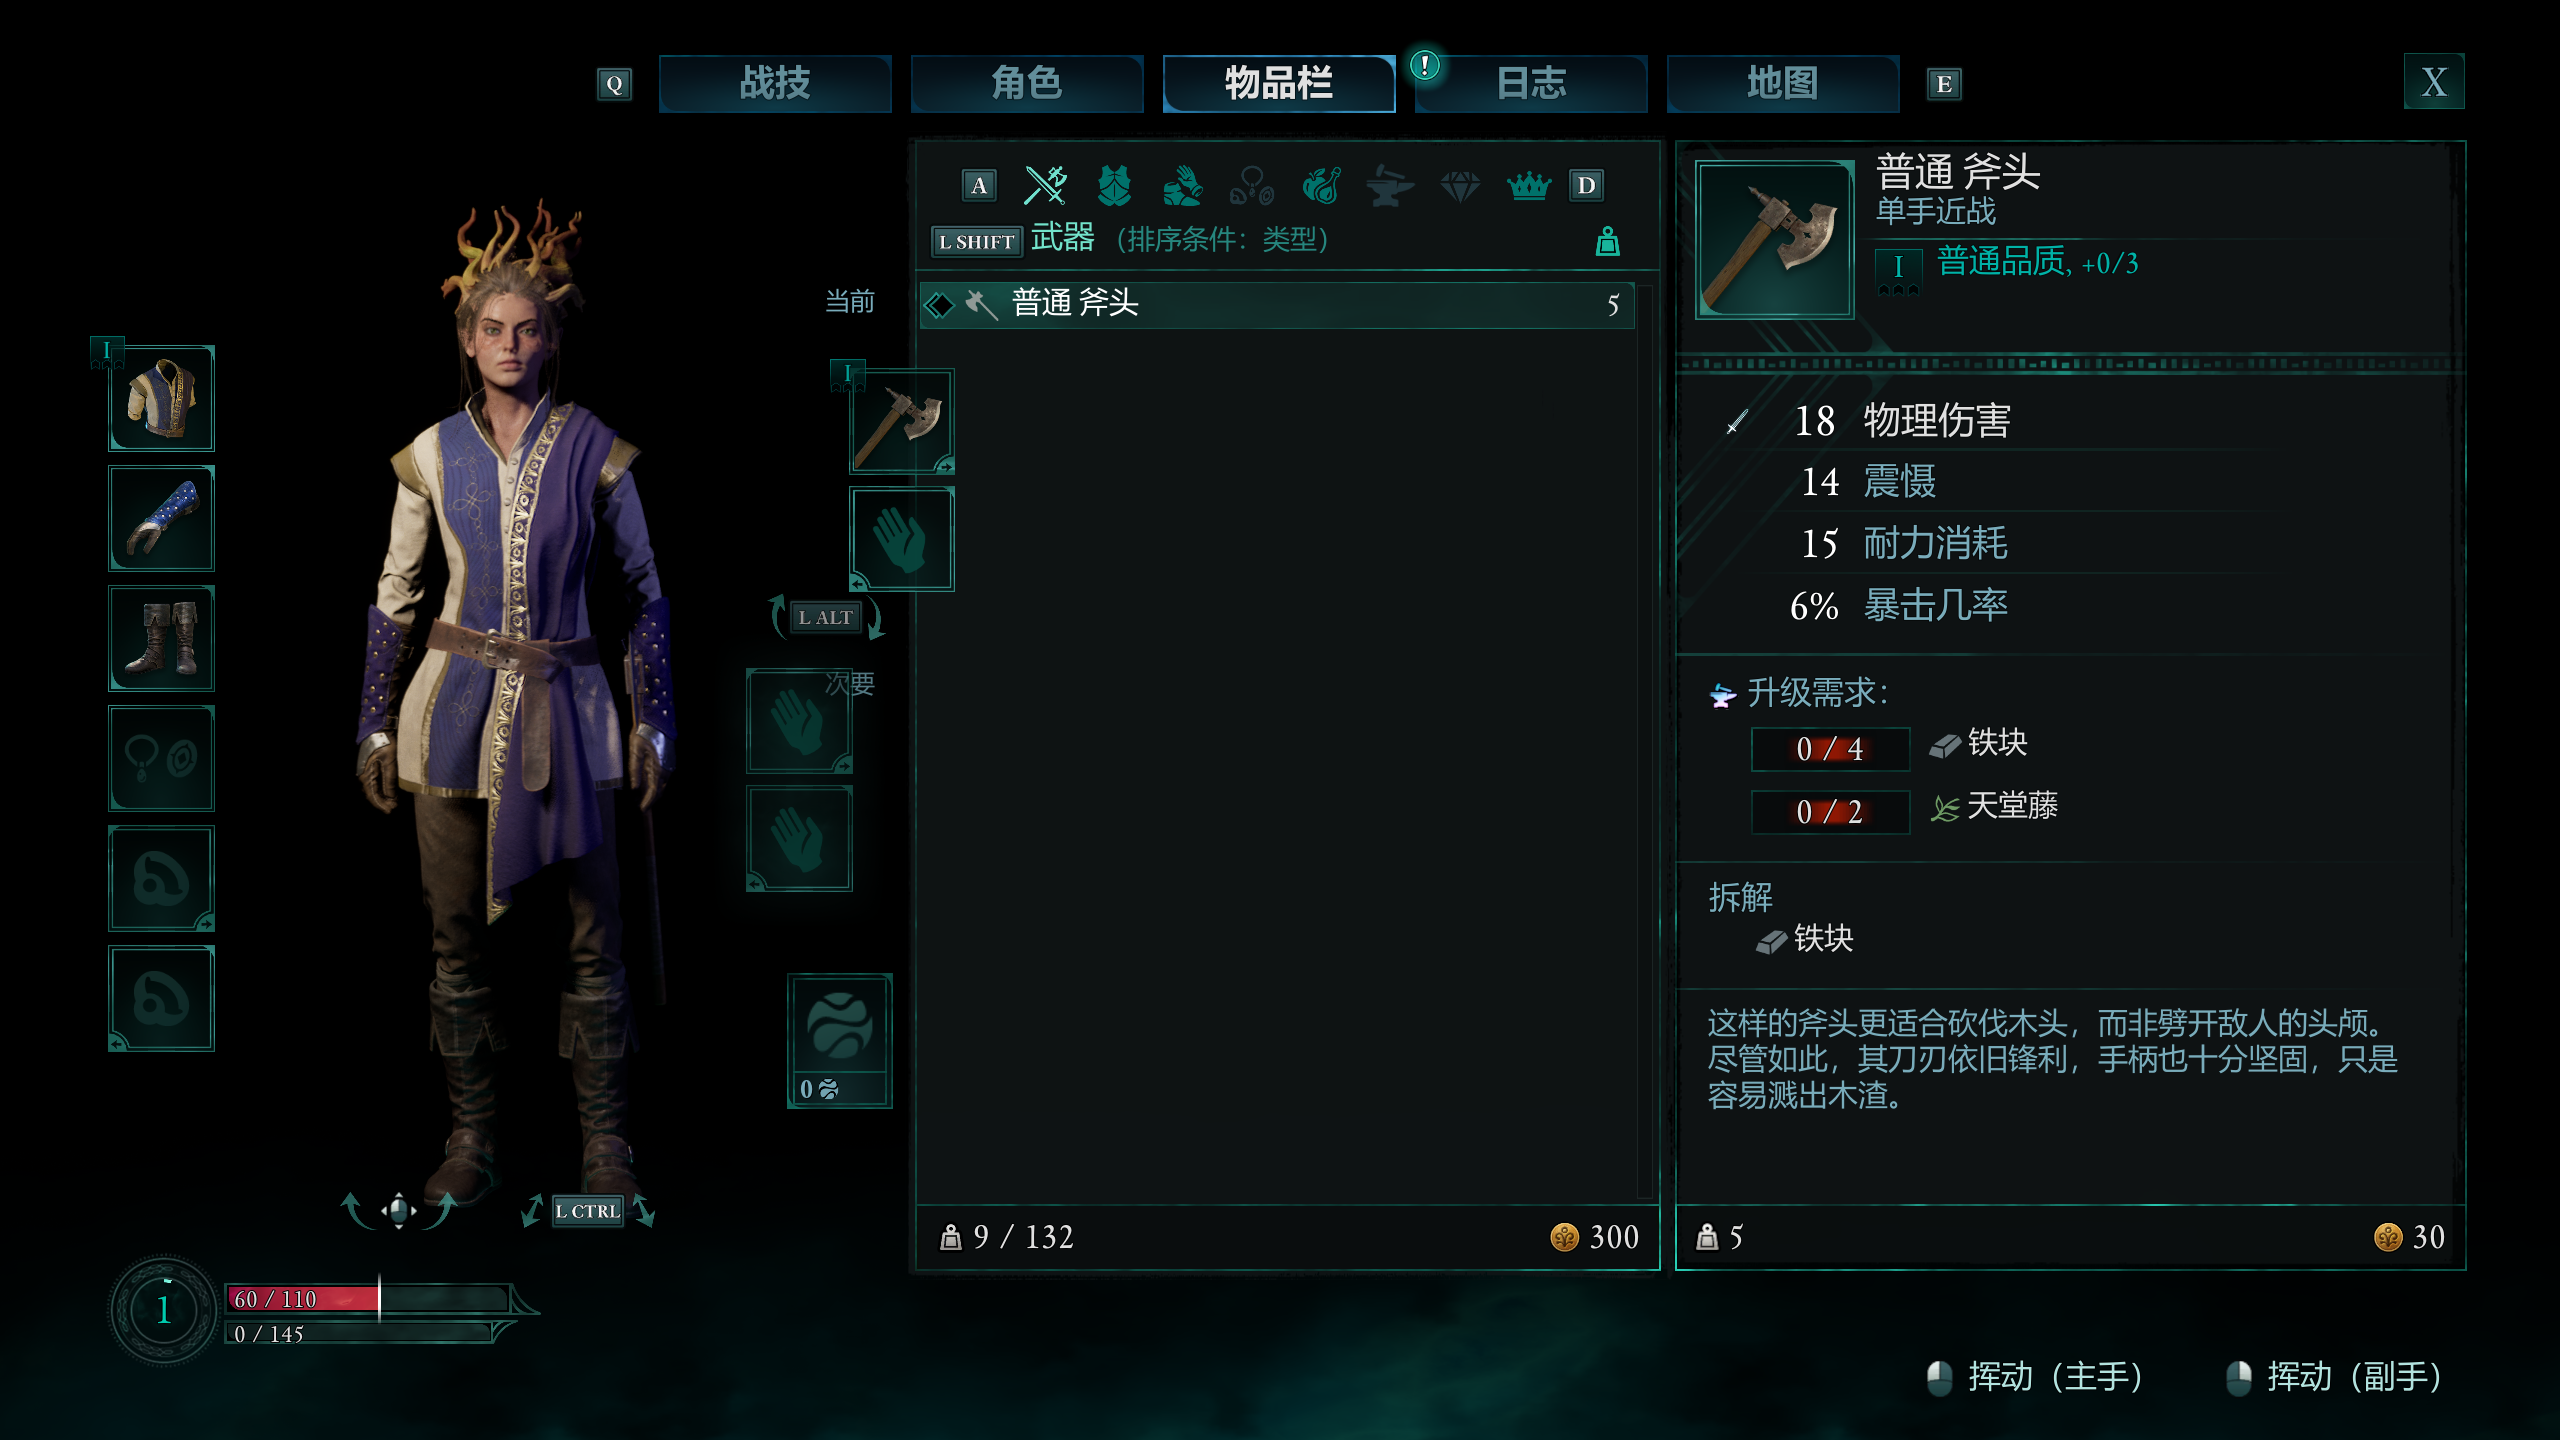 Q 战技 角色 物品栏 ! 日志 地图 E X
A D
L SHIFT 武器 (排序条件：类型)
当前
普通 斧头 5
I
I
L ALT
次要
0
9 / 132 300
L CTRL
1
60 / 110
0 / 145
普通 斧头
单手近战
I 普通品质, +0/3
18 物理伤害
14 震慑
15 耐力消耗
6% 暴击几率
升级需求：
0 / 4 铁块
0 / 2 天堂藤
拆解
铁块
这样的斧头更适合砍伐木头，而非劈开敌人的头颅。
尽管如此，其刀刃依旧锋利，手柄也十分坚固，只是
容易溅出木渣。
5 30
挥动（主手） 挥动（副手）